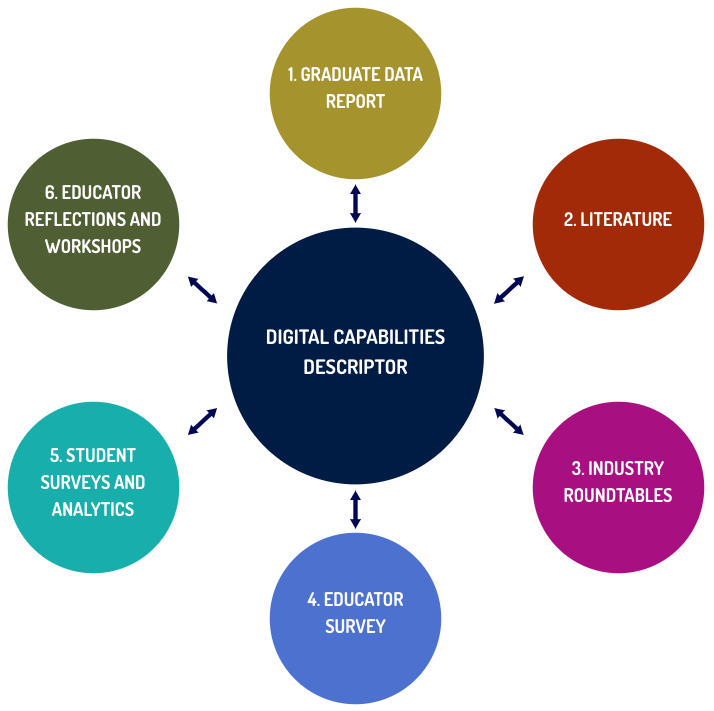 1. GRADUATE DATA
REPORT
6. EDUCATOR
REFLECTIONS AND
WORKSHOPS
2. LITERATURE
DIGITAL CAPABILITIES
DESCRIPTOR
5. STUDENT
SURVEYS AND
ANALYTICS
3. INDUSTRY
ROUNDTABLES
4. EDUCATOR
SURVEY